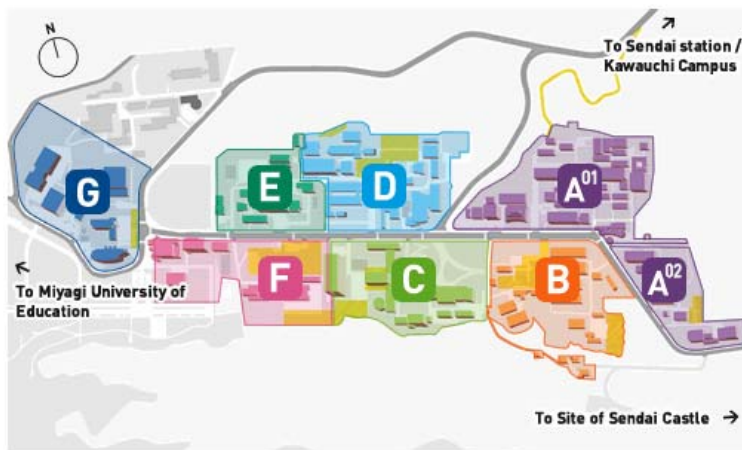 N
To Sendai station /
Kawauchi Campus
A01
E
D
G
F
C
B
A02
To Miyagi University of
Education
To Site of Sendai Castle